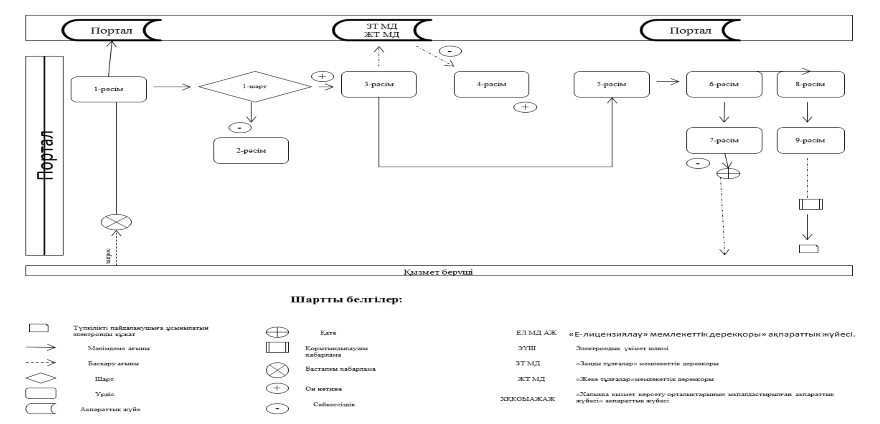 Портал
ЗТ МД
ЖТ МД
Портал
Портал
1-рәсім
1-шарт
+
3-рәсім
-
4-рәсім
+
5-рәсім
6-рәсім
8-рәсім
-
2-рәсім
7-рәсім
-
9-рәсім
Қызмет беруші
Шартты белгілер:
Түпкілікті пайдаланушыға ұсынылатын
электронды құжат
Мәлімдеме ағыны
Басқару ағыны
Шарт
Үрдіс
Ақпараттық жүйе
Қате
Қорытындылаушы
хабарлама
Бастапқы хабарлама
+
Оң нәтиже
-
Сәйкессіздік
ЕЛ МД АЖ «Е-лицензиялау» мемлекеттік дерекқоры» ақпараттық жүйесі.
ЭҮШ Электрондық үкімет шлюзі
ЗТ МД «Заңды тұлғалар» мемлекеттік дерекқоры
ЖТ МД «Жеке тұлғалар»мемлекеттік дерекқоры
ХҚКОЫАЖАЖ «Халыққа қызмет көрсету орталықтарының ықпалдастырылған ақпараттық
жүйесі» ақпараттық жүйесі